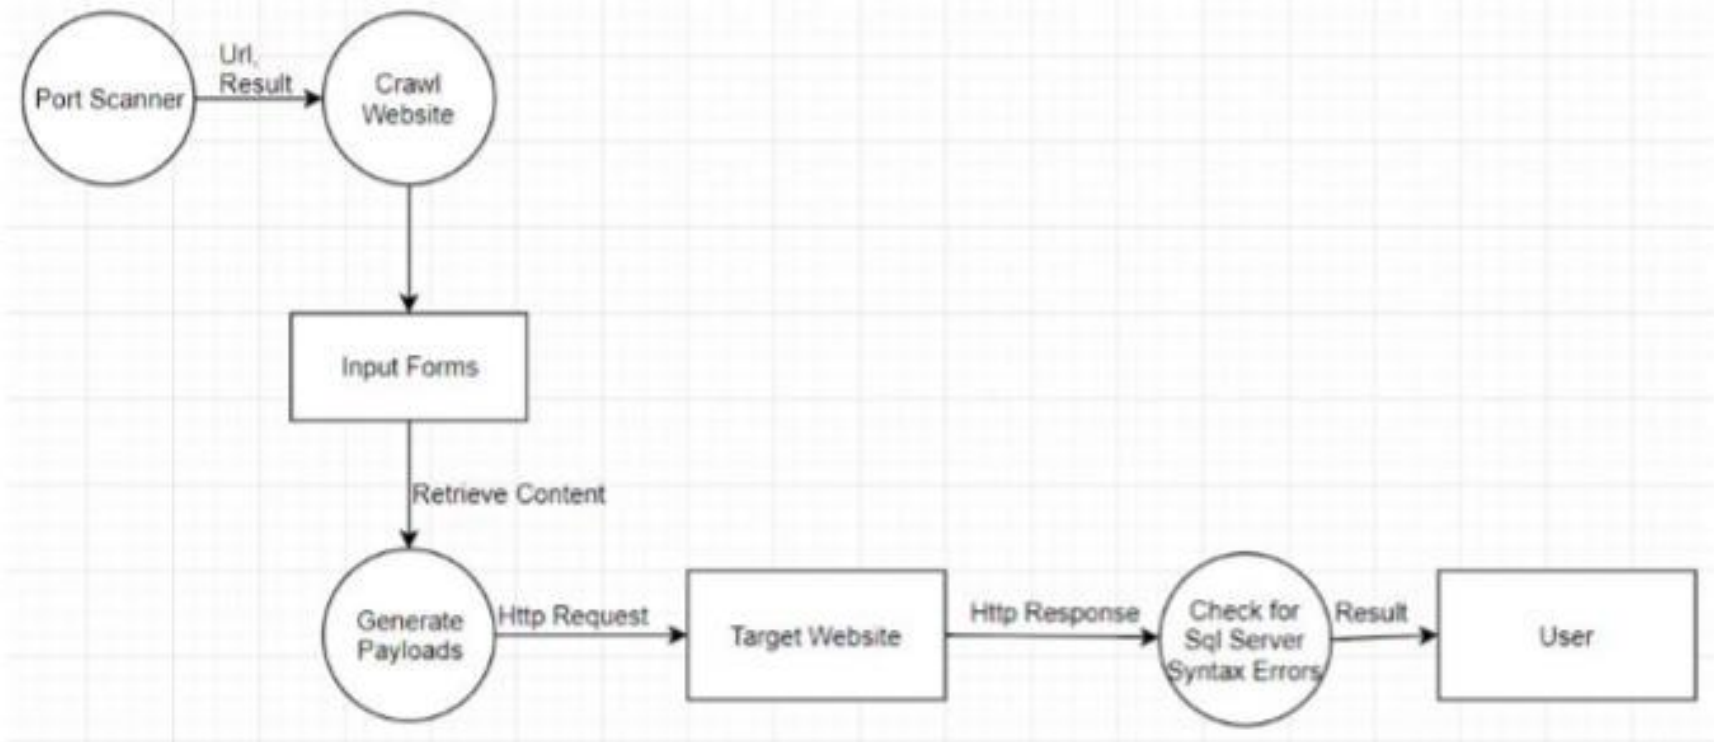 Port Scanner
Url,
Result
Crawl
Website
Input Forms
Retrieve Content
Generate
Payloads
Http Request
Target Website
Http Response
Check for
Sql Server
Syntax Errors
Result
User